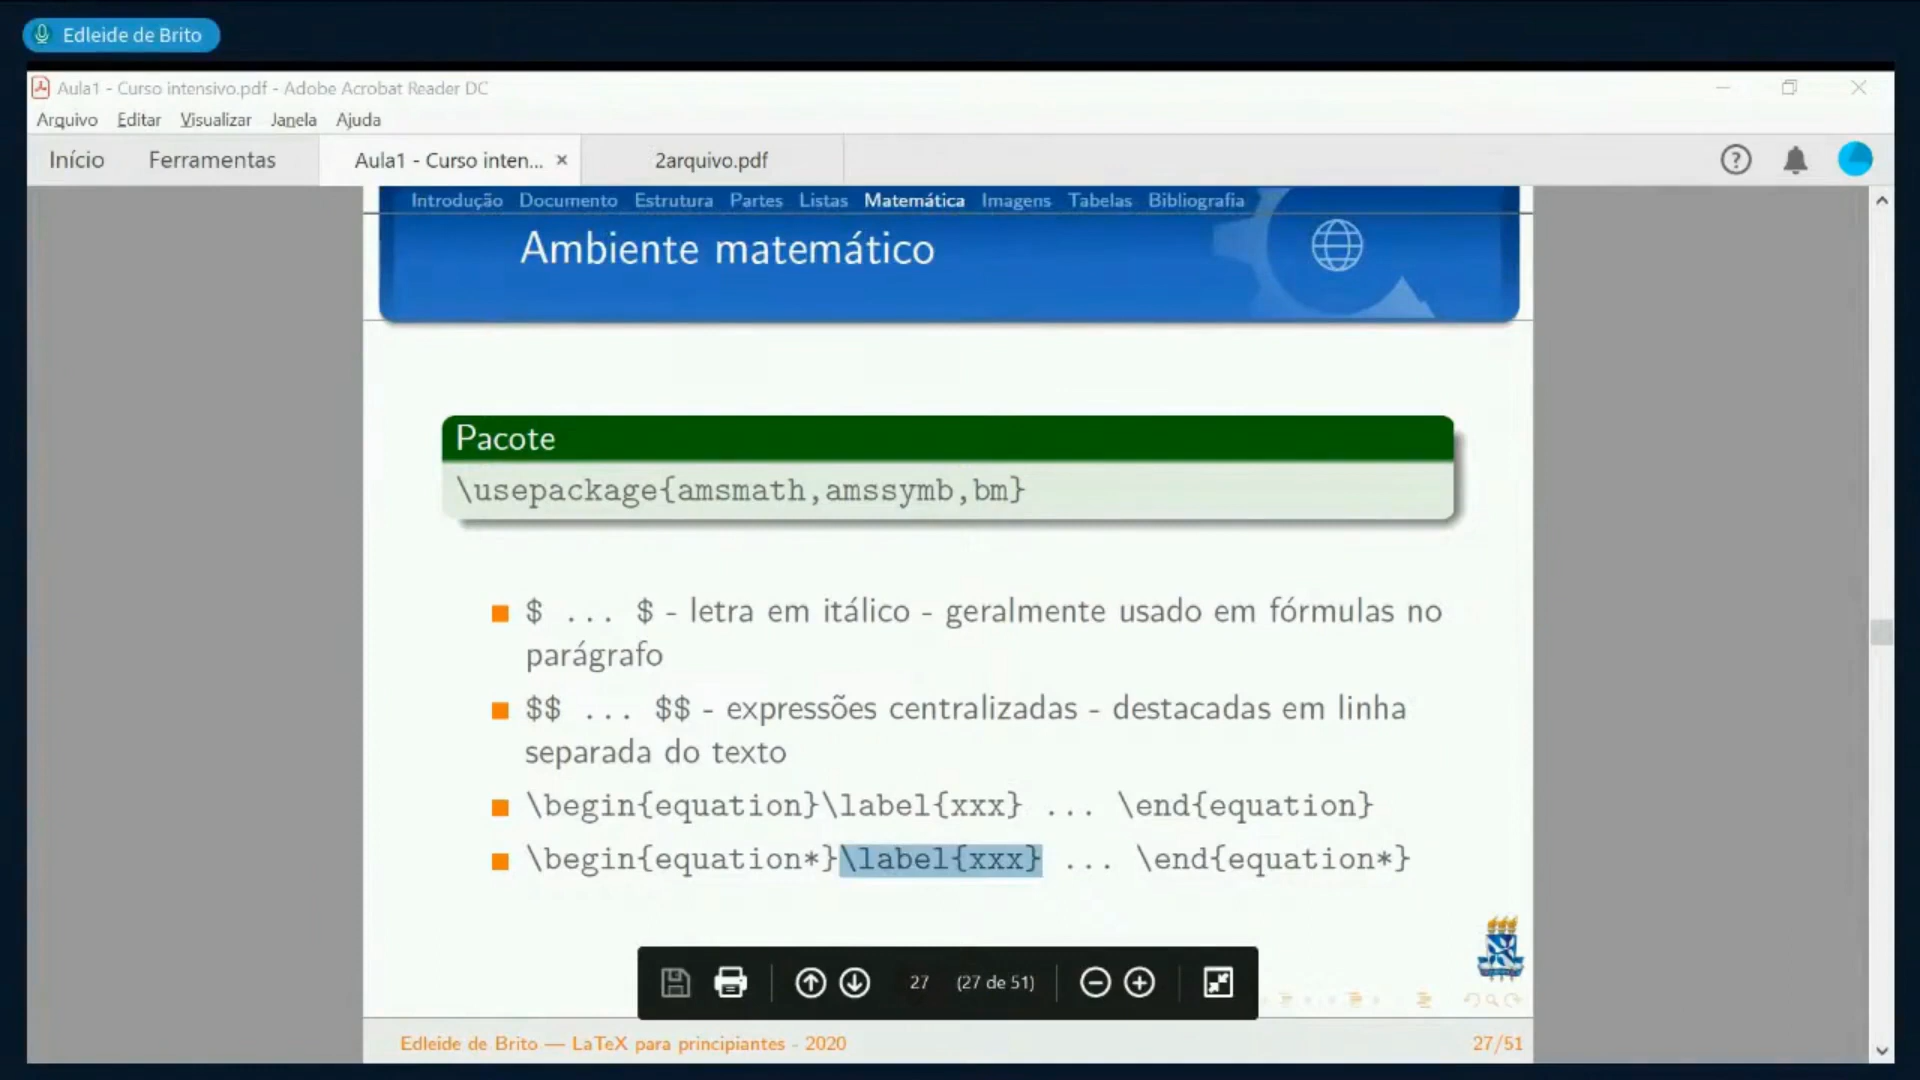 Edleide de Brito
Aula1 - Curso intensivo.pdf - Adobe Acrobat Reader DC
Arquivo Editar Visualizar Janela Ajuda
Início Ferramentas Aula1 - Curso inten... × 2arquivo.pdf
Introdução Documento Estrutura Partes Listas Matemática Imagens Tabelas Bibliografia
Ambiente matemático
Pacote
\usepackage{amsmath,amssymb,bm}
$ ... $ - letra em itálico - geralmente usado em fórmulas no
parágrafo
$$ ... $$ - expressões centralizadas - destacadas em linha
separada do texto
\begin{equation}\label{xxx} ... \end{equation}
\begin{equation*}\label{xxx} ... \end{equation*}
27 (27 de 51)
Edleide de Brito — LaTeX para principiantes - 2020 27/51